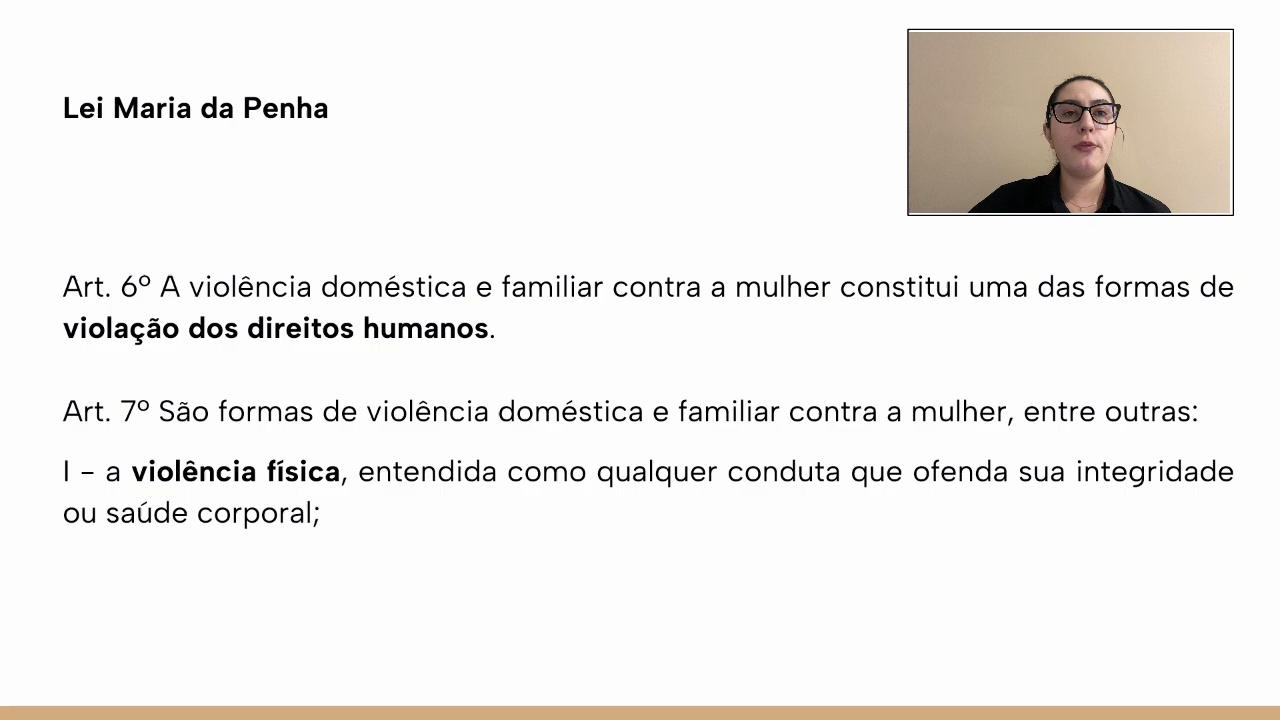 Lei Maria da Penha
Art. 6º A violência doméstica e familiar contra a mulher constitui uma das formas de
violação dos direitos humanos.
Art. 7º São formas de violência doméstica e familiar contra a mulher, entre outras:
I – a violência física, entendida como qualquer conduta que ofenda sua integridade
ou saúde corporal;